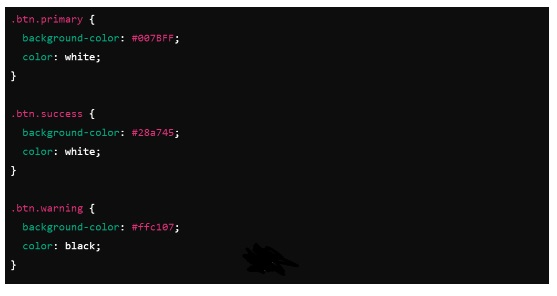 .btn.primary {
  background-color: #007BFF;
  color: white;
}
.btn.success {
  background-color: #28a745;
  color: white;
}
.btn.warning {
  background-color: #ffc107;
  color: black;
}